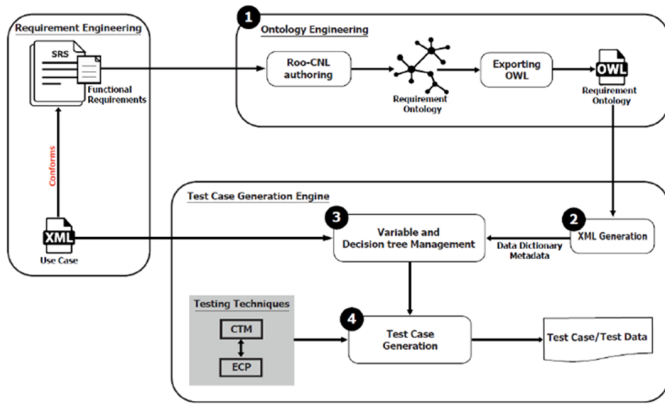 Requirement Engineering
SRS
Functional
Requirements
Conforms
XML
Use Case
1
Ontology Engineering
Roo-CNL
authoring
Requirement
Ontology
Exporting
OWL
OWL
Requirement
Ontology
Test Case Generation Engine
3
Variable and
Decision tree Management
Data Dictionary
Metadata
2
XML Generation
Testing Techniques
CTM
ECP
4
Test Case
Generation
Test Case/Test Data